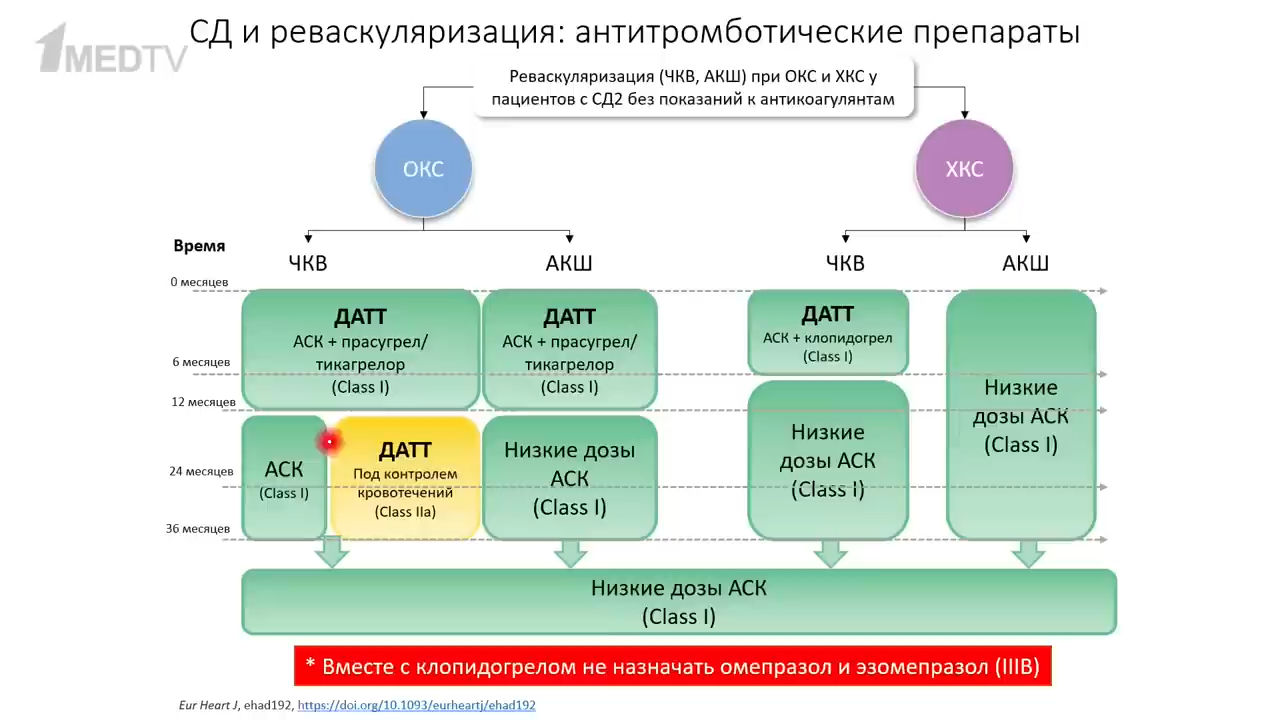 1MEDTV
СД и реваскуляризация: антитромботические препараты
Реваскуляризация (ЧКВ, АКШ) при ОКС и ХКС у
пациентов с СД2 без показаний к антикоагулянтам
ОКС
ХКС
Время
ЧКВ
АКШ
ЧКВ
АКШ
0 месяцев
6 месяцев
12 месяцев
24 месяцев
36 месяцев
ДАТТ
АСК + прасугрел/
тикагрелор
(Class I)
ДАТТ
АСК + прасугрел/
тикагрелор
(Class I)
ДАТТ
АСК + клопидогрел
(Class I)
Низкие
дозы АСК
(Class I)
АСК
(Class I)
ДАТТ
Под контролем
кровотечений
(Class IIa)
Низкие дозы
АСК
(Class I)
Низкие
дозы АСК
(Class I)
Низкие дозы АСК
(Class I)
* Вместе с клопидогрелом не назначать омепразол и эзомепразол (IIIB)
Eur Heart J, ehad192, https://doi.org/10.1093/eurheartj/ehad192